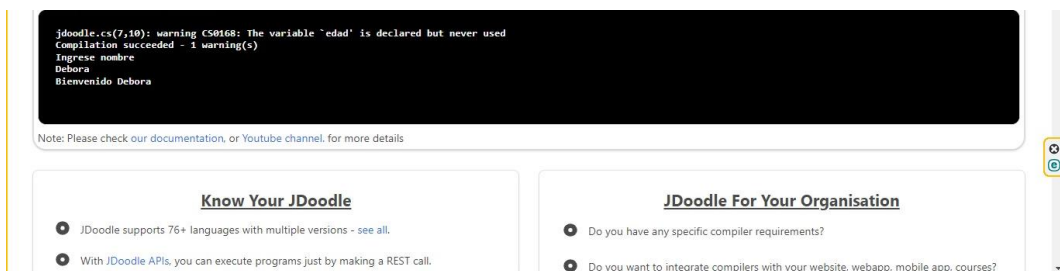 jdoodle.cs(7,10): warning CS0168: The variable `edad' is declared but never used
Compilation succeeded - 1 warning(s)
Ingrese nombre
Debora
Bienvenido Debora
Note: Please check our documentation, or Youtube channel. for more details
Know Your JDoodle
JDoodle supports 76+ languages with multiple versions - see all.
With JDoodle APIs, you can execute programs just by making a REST call.
JDoodle For Your Organisation
Do you have any specific compiler requirements?
Do you want to integrate compilers with your website, webapp, mobile app, courses?